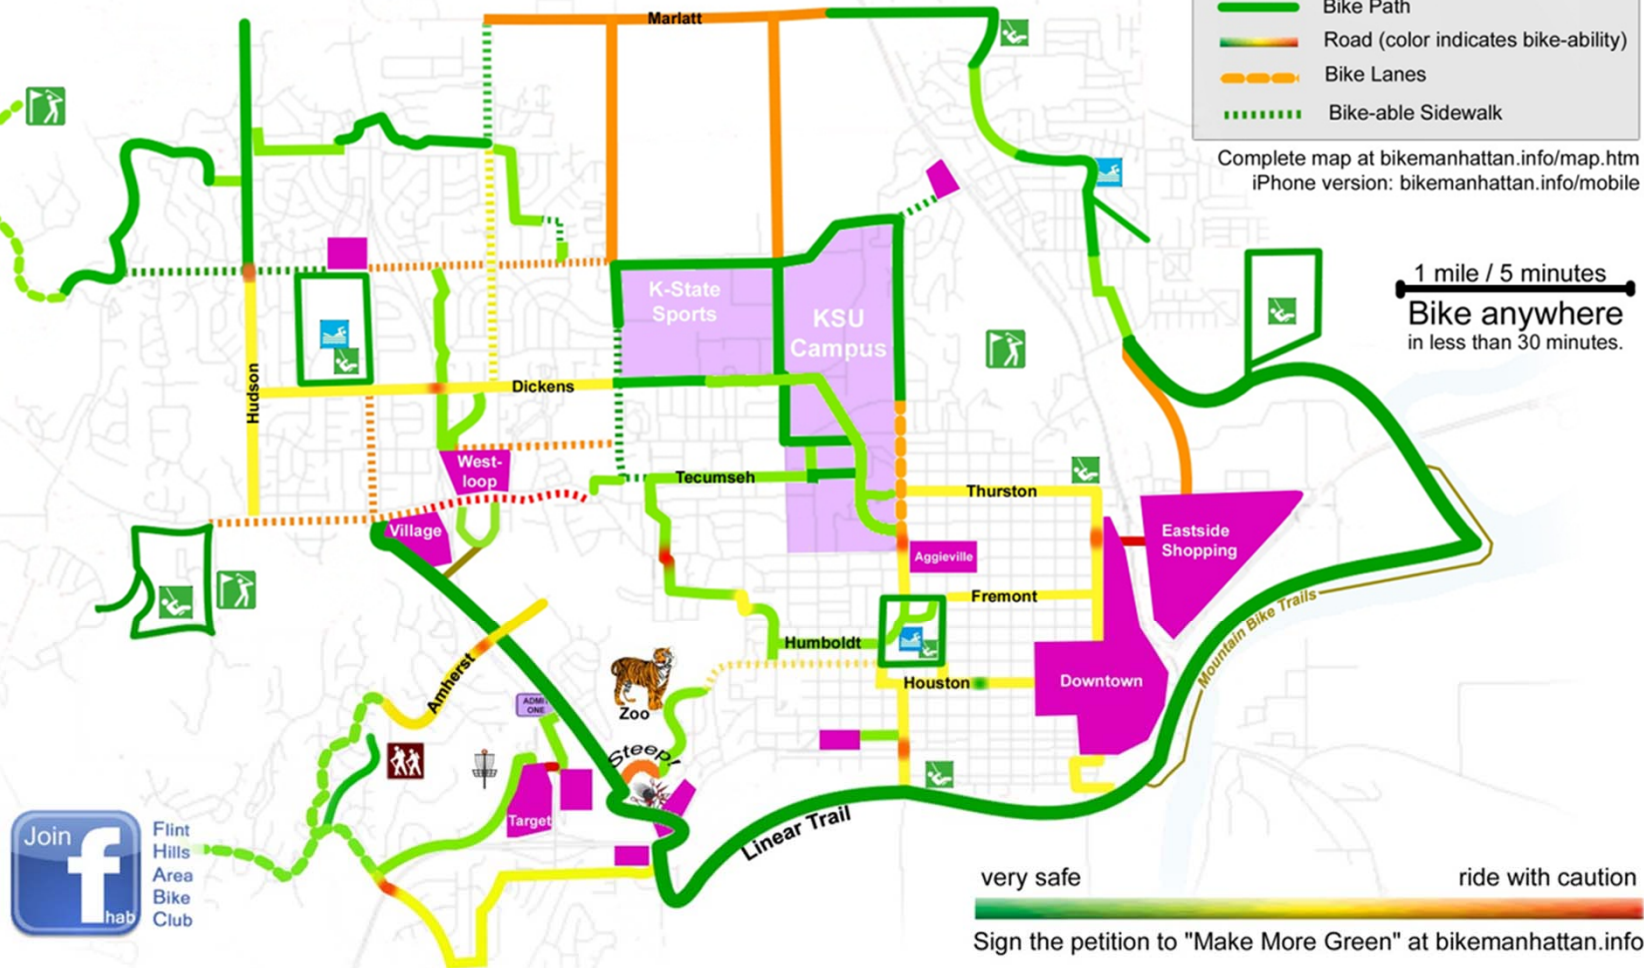 Marlatt
Bike Path
Road (color indicates bike-ability)
Bike Lanes
Bike-able Sidewalk
Complete map at bikemanhattan.info/map.htm
iPhone version: bikemanhattan.info/mobile
1 mile / 5 minutes
Bike anywhere
in less than 30 minutes.
K-State
Sports
KSU
Campus
Hudson
Dickens
West-
loop
Tecumseh
Thurston
Village
Eastside
Shopping
Aggieville
Fremont
Mountain Bike Trails
Humboldt
Amherst
Houston
Downtown
ADMIT
ONE
Zoo
Steep!
Target
Linear Trail
Join
f
hab
Flint
Hills
Area
Bike
Club
very safe
ride with caution
Sign the petition to "Make More Green" at bikemanhattan.info